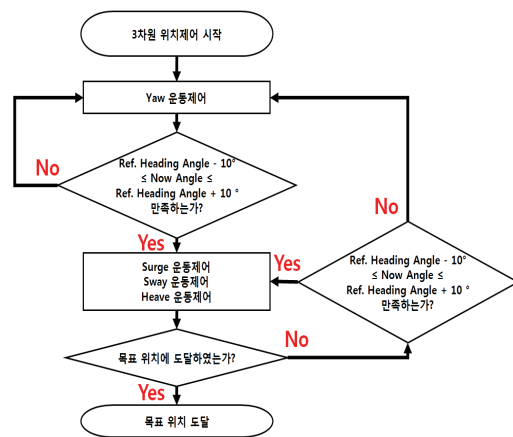 3차원 위치제어 시작
Yaw 운동제어
Ref. Heading Angle - 10°
≤ Now Angle ≤
Ref. Heading Angle + 10 °
만족하는가?
No
Yes
Surge 운동제어
Sway 운동제어
Heave 운동제어
Yes
Ref. Heading Angle - 10°
≤ Now Angle ≤
Ref. Heading Angle + 10 °
만족하는가?
No
목표 위치에 도달하였는가?
No
Yes
목표 위치 도달